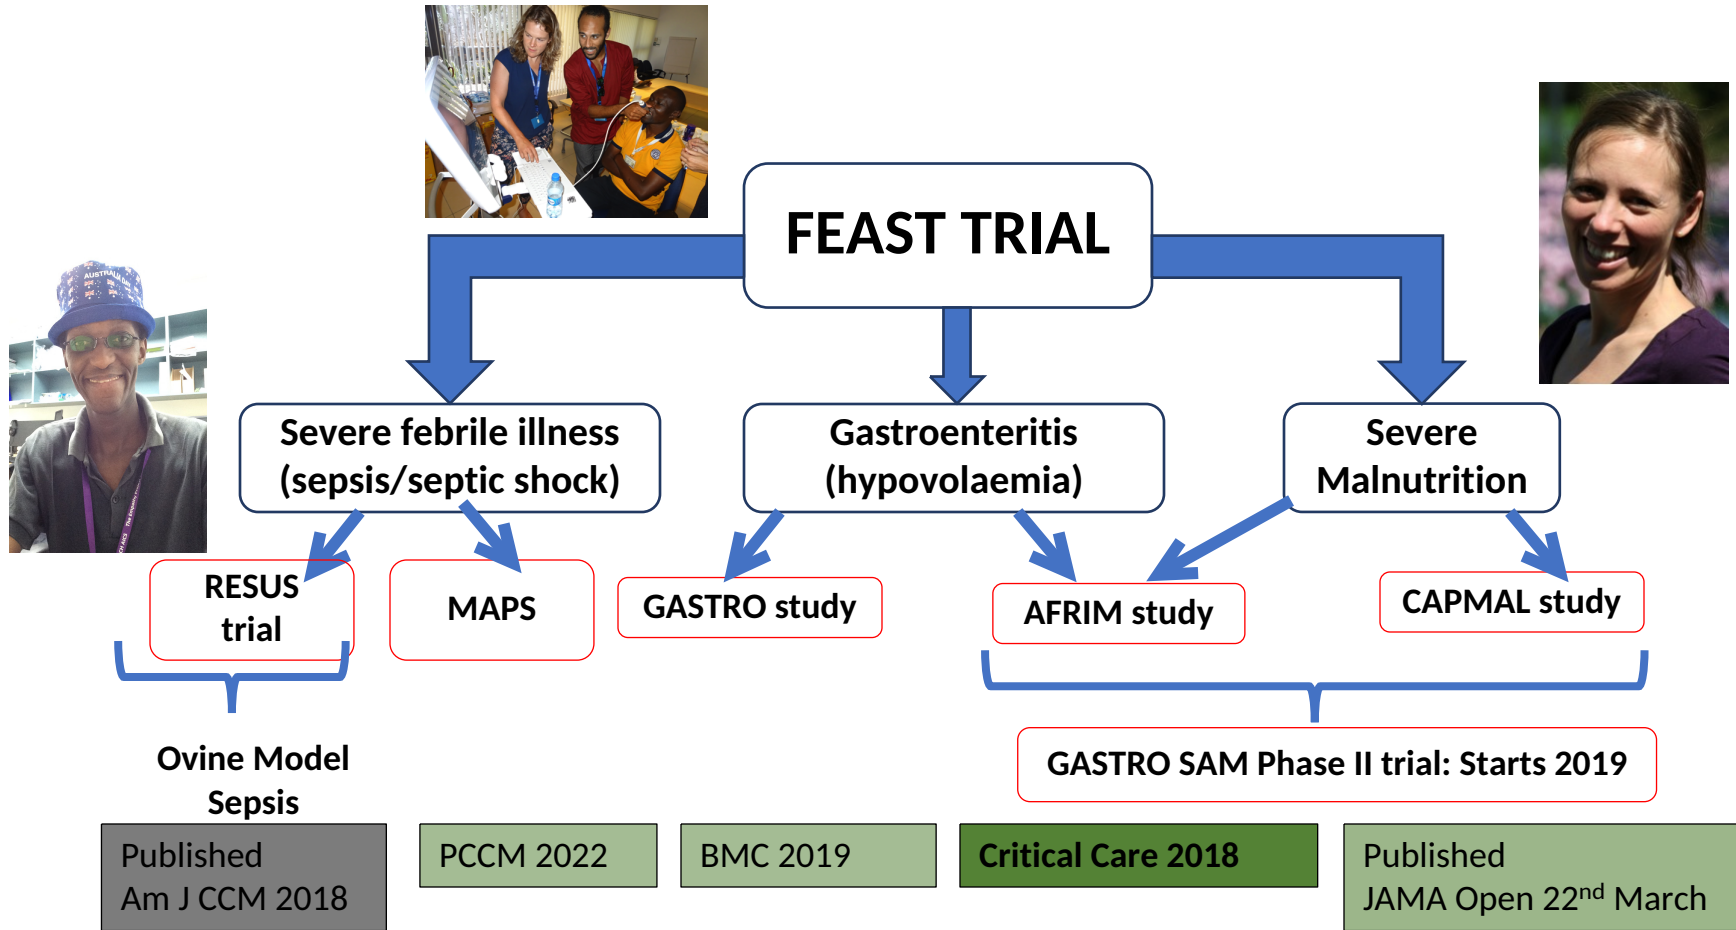 FEAST TRIAL
AUSTRALIA DAY
Severe febrile illness
(sepsis/septic shock)
Gastroenteritis
(hypovolaemia)
Severe
Malnutrition
RESUS
trial
MAPS
GASTRO study
AFRIM study
CAPMAL study
Ovine Model
Sepsis
GASTRO SAM Phase II trial: Starts 2019
Published
Am J CCM 2018
PCCM 2022
BMC 2019
Critical Care 2018
Published
JAMA Open 22nd March